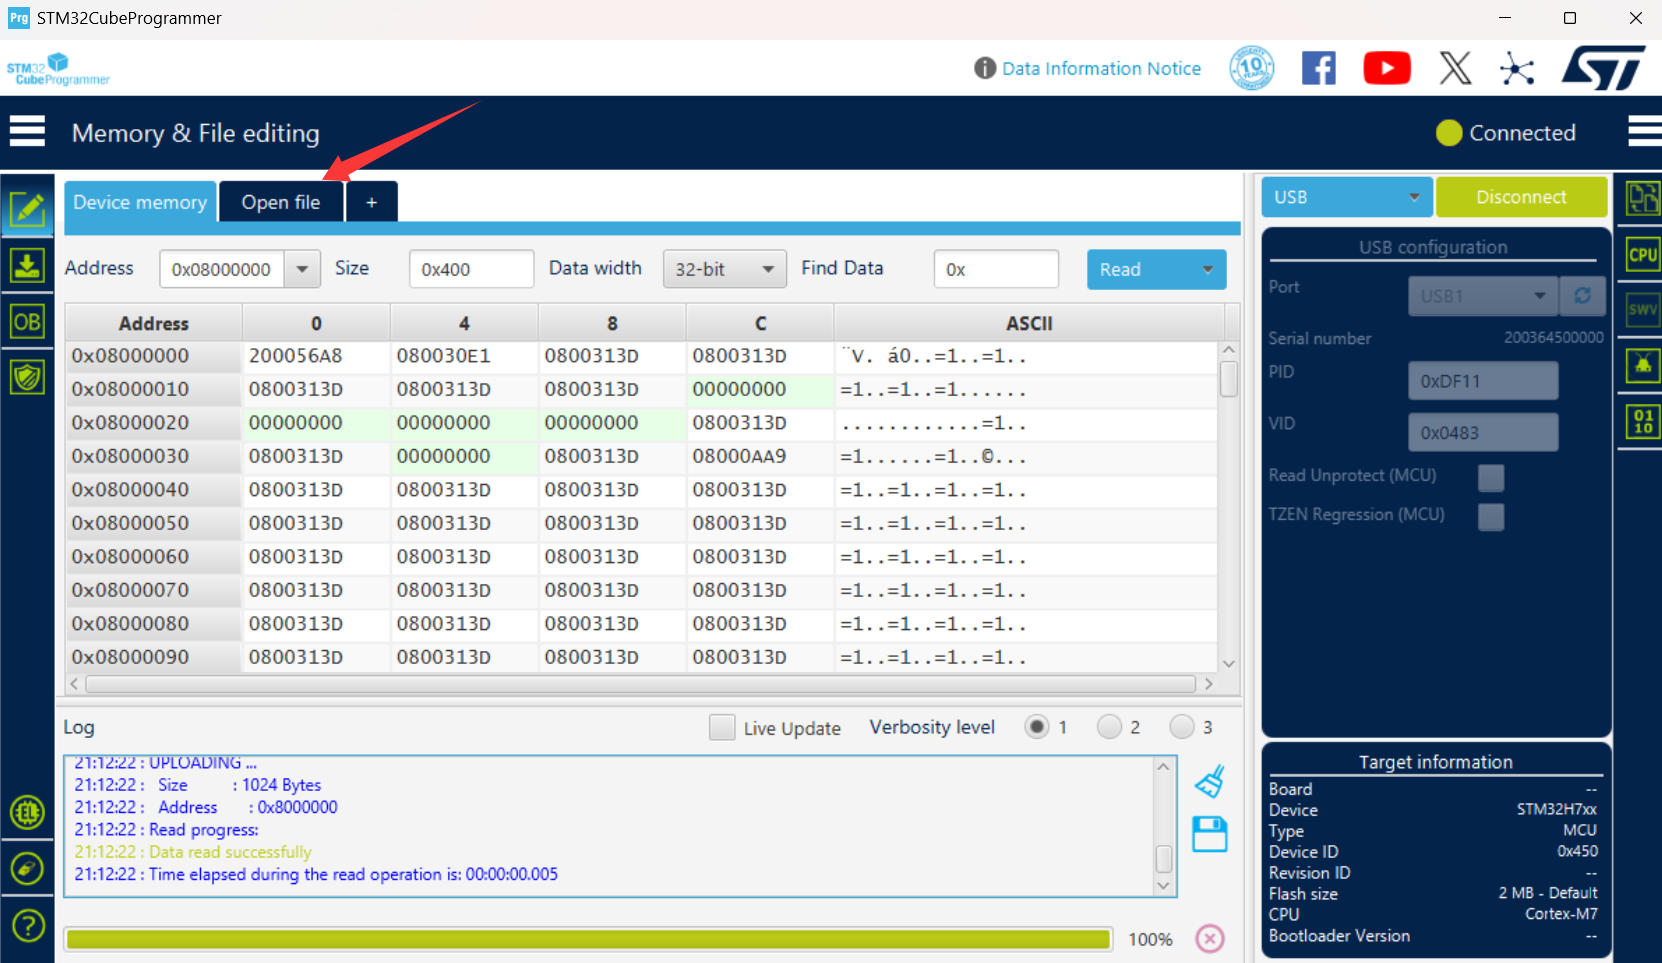 Prg STM32CubeProgrammer
STM32
CubeProgrammer
Data Information Notice
LONGEVITY
10
YEARS
COMMITMENT
ST
Memory & File editing
Connected
Device memory
Open file
+
Address
0x08000000
Size
0x400
Data width
32-bit
Find Data
0x
Read
Address 0 4 8 C ASCII
0x08000000 200056A8 080030E1 0800313D 0800313D ¨V. á0..=1..=1..
0x08000010 0800313D 0800313D 0800313D 00000000 =1..=1..=1......
0x08000020 00000000 00000000 00000000 0800313D ............=1..
0x08000030 0800313D 00000000 0800313D 08000AA9 =1......=1..©...
0x08000040 0800313D 0800313D 0800313D 0800313D =1..=1..=1..=1..
0x08000050 0800313D 0800313D 0800313D 0800313D =1..=1..=1..=1..
0x08000060 0800313D 0800313D 0800313D 0800313D =1..=1..=1..=1..
0x08000070 0800313D 0800313D 0800313D 0800313D =1..=1..=1..=1..
0x08000080 0800313D 0800313D 0800313D 0800313D =1..=1..=1..=1..
0x08000090 0800313D 0800313D 0800313D 0800313D =1..=1..=1..=1..
Log
Live Update
Verbosity level
1
2
3
21:12:22 : UPLOADING ...
21:12:22 : Size : 1024 Bytes
21:12:22 : Address : 0x8000000
21:12:22 : Read progress:
21:12:22 : Data read successfully
21:12:22 : Time elapsed during the read operation is: 00:00:00.005
100%
OB
EL
?
USB
Disconnect
USB configuration
Port USB1
Serial number 200364500000
PID 0xDF11
VID 0x0483
Read Unprotect (MCU)
TZEN Regression (MCU)
Target information
Board --
Device STM32H7xx
Type MCU
Device ID 0x450
Revision ID --
Flash size 2 MB - Default
CPU Cortex-M7
Bootloader Version --
CPU
SWV
01
10